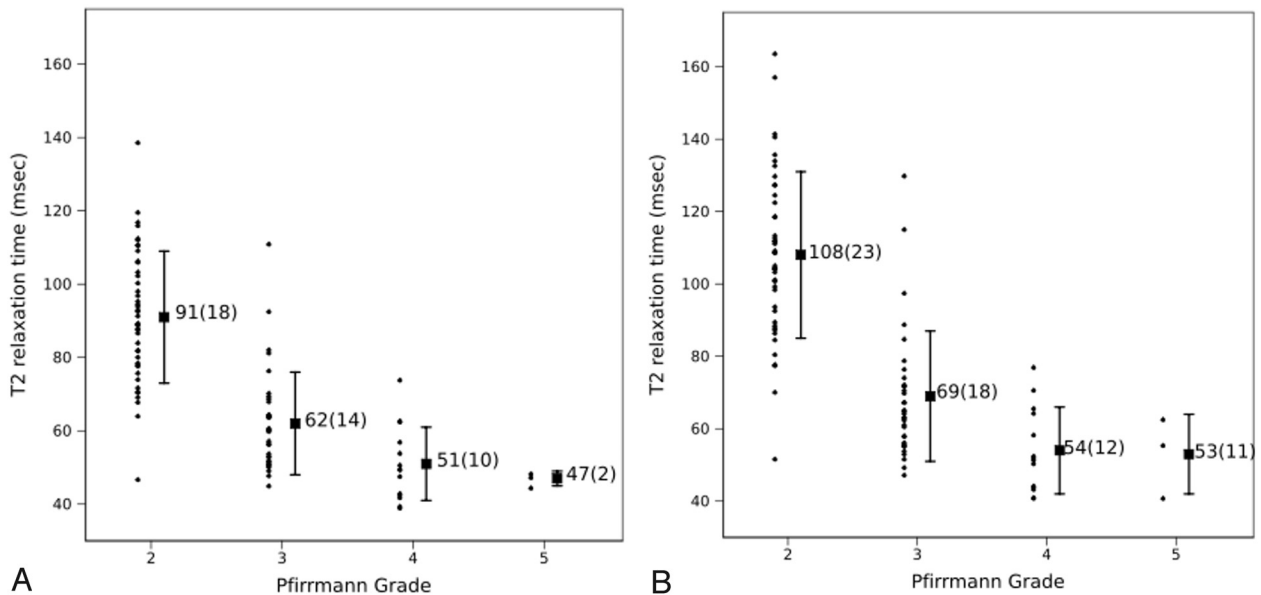 160
140
120
100
80
60
40
T2 relaxation time (msec)
91(18)
62(14)
51(10)
47(2)
2 3 4 5
Pfirrmann Grade
A
160
140
120
100
80
60
40
T2 relaxation time (msec)
108(23)
69(18)
54(12)
53(11)
2 3 4 5
Pfirrmann Grade
B